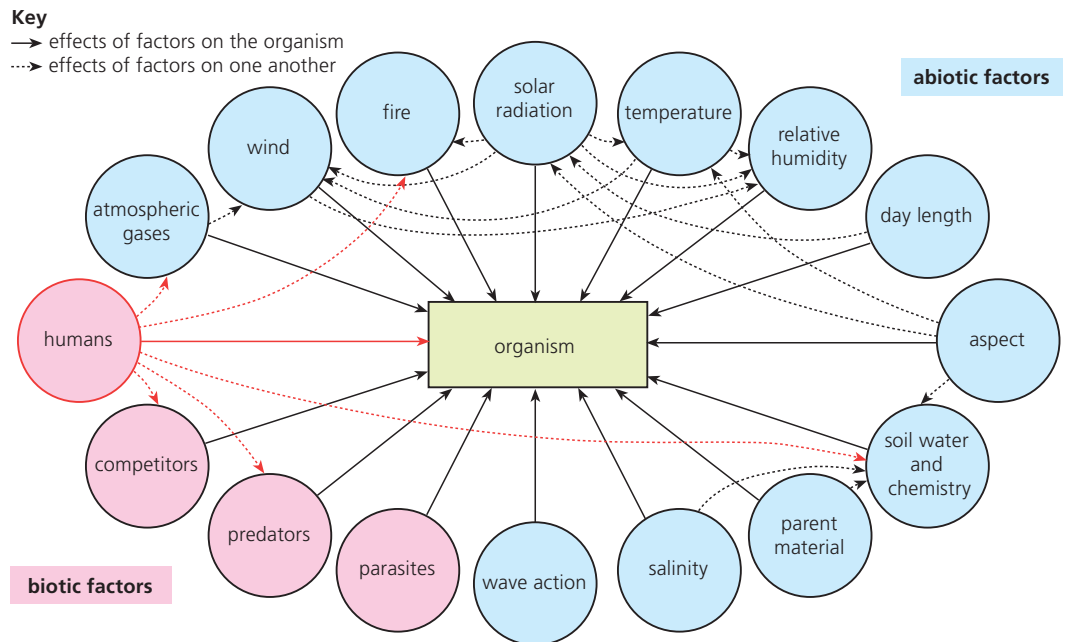 Key
effects of factors on the organism
effects of factors on one another
abiotic factors
solar
radiation
fire
temperature
wind
relative
humidity
atmospheric
gases
day length
humans
organism
aspect
competitors
soil water
and
chemistry
predators
parasites
wave action
salinity
parent
material
biotic factors